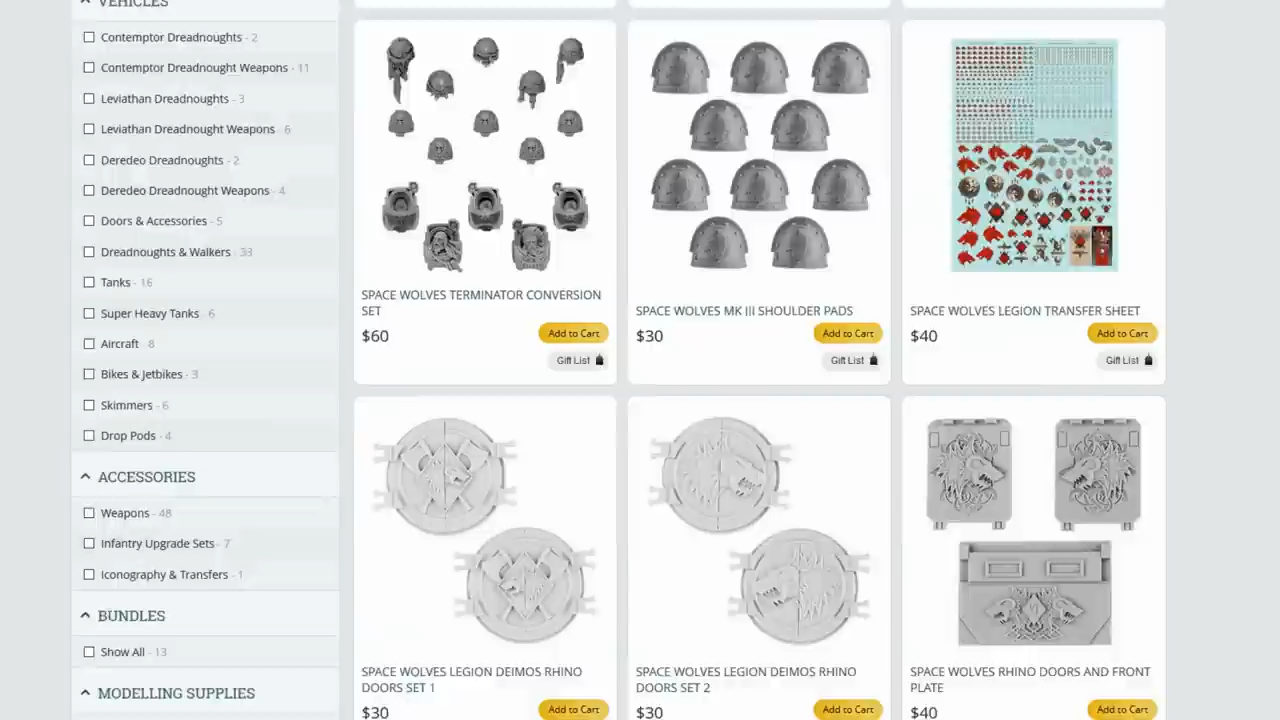 VEHICLES
Contemptor Dreadnoughts - 2
Contemptor Dreadnought Weapons - 11
Leviathan Dreadnoughts - 3
Leviathan Dreadnought Weapons - 6
Deredeo Dreadnoughts - 2
Deredeo Dreadnought Weapons - 4
Doors & Accessories - 5
Dreadnoughts & Walkers - 33
Tanks - 16
Super Heavy Tanks - 6
Aircraft - 8
Bikes & Jetbikes - 3
Skimmers - 6
Drop Pods - 4
ACCESSORIES
Weapons - 48
Infantry Upgrade Sets - 7
Iconography & Transfers - 1
BUNDLES
Show All - 13
MODELLING SUPPLIES
SPACE WOLVES TERMINATOR CONVERSION
SET
$60
Add to Cart
Gift List
SPACE WOLVES MK III SHOULDER PADS
$30
Add to Cart
Gift List
SPACE WOLVES LEGION TRANSFER SHEET
$40
Add to Cart
Gift List
SPACE WOLVES LEGION DEIMOS RHINO
DOORS SET 1
$30
Add to Cart
SPACE WOLVES LEGION DEIMOS RHINO
DOORS SET 2
$30
Add to Cart
SPACE WOLVES RHINO DOORS AND FRONT
PLATE
$40
Add to Cart